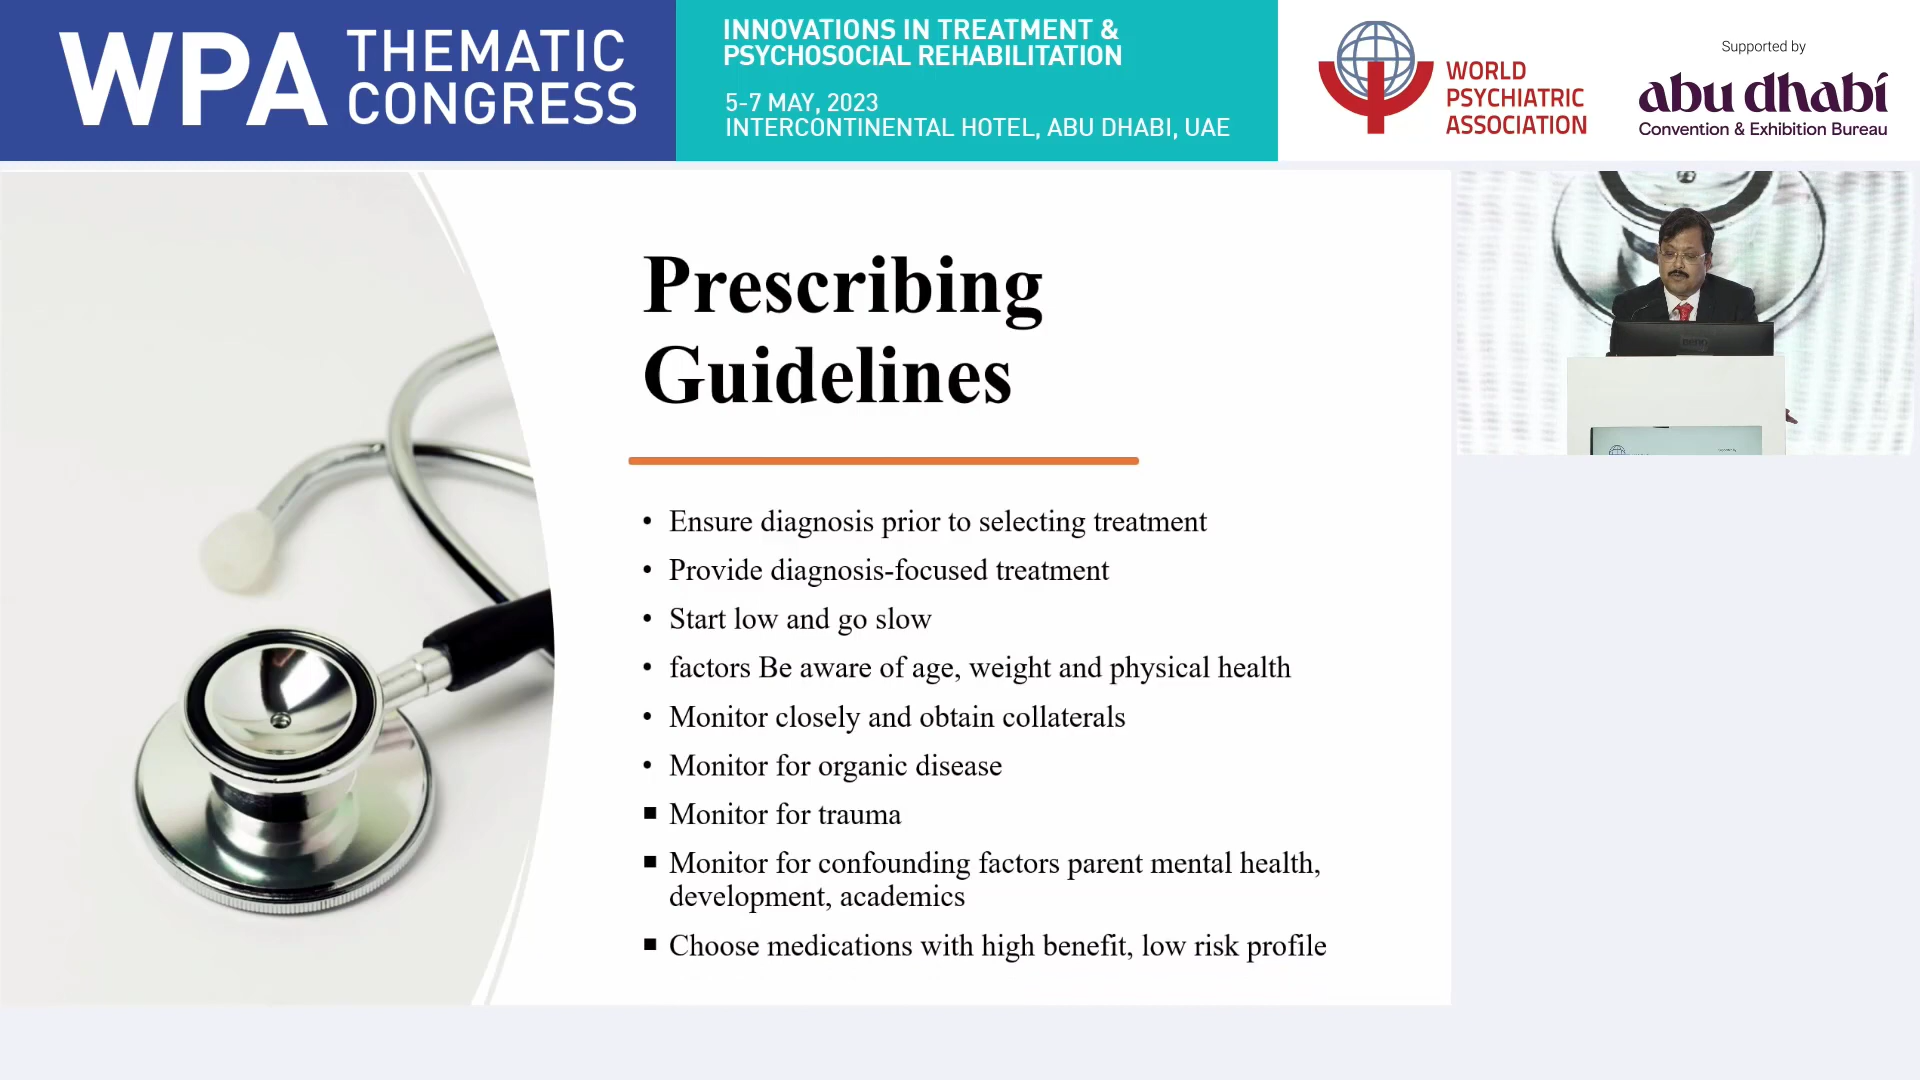 WPA THEMATIC CONGRESS
INNOVATIONS IN TREATMENT &
PSYCHOSOCIAL REHABILITATION
5-7 MAY, 2023
INTERCONTINENTAL HOTEL, ABU DHABI, UAE
WORLD
PSYCHIATRIC
ASSOCIATION
Supported by
abu dhabi
Convention & Exhibition Bureau
Prescribing
Guidelines
• Ensure diagnosis prior to selecting treatment
• Provide diagnosis-focused treatment
• Start low and go slow
• factors Be aware of age, weight and physical health
• Monitor closely and obtain collaterals
• Monitor for organic disease
▪ Monitor for trauma
▪ Monitor for confounding factors parent mental health,
development, academics
▪ Choose medications with high benefit, low risk profile